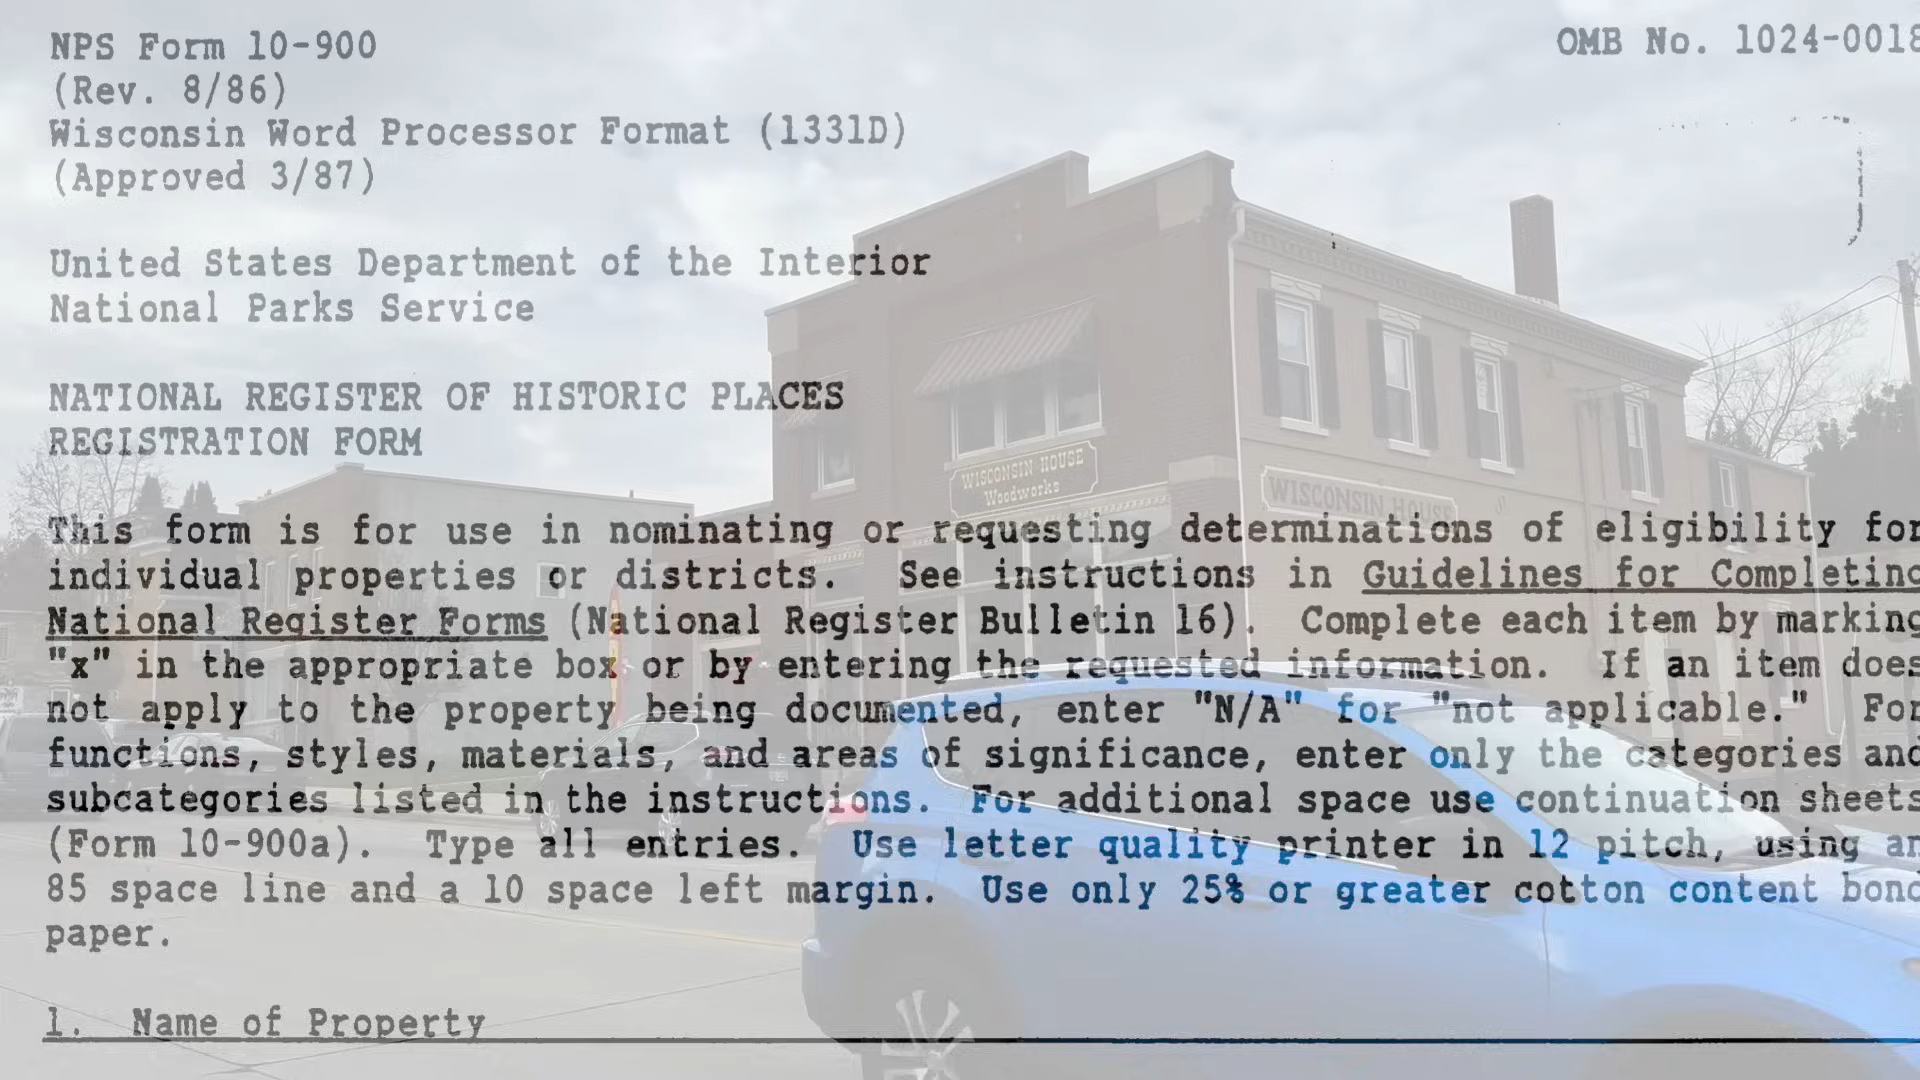 NPS Form 10-900
OMB No. 1024-0018
(Rev. 8/86)
Wisconsin Word Processor Format (1331D)
(Approved 3/87)
United States Department of the Interior
National Parks Service
NATIONAL REGISTER OF HISTORIC PLACES
REGISTRATION FORM
WISCONSIN HOUSE
Woodworks
WISCONSIN HOUSE
This form is for use in nominating or requesting determinations of eligibility for
individual properties or districts. See instructions in Guidelines for Completing
National Register Forms (National Register Bulletin 16). Complete each item by marking
"x" in the appropriate box or by entering the requested information. If an item does
not apply to the property being documented, enter "N/A" for "not applicable." For
functions, styles, materials, and areas of significance, enter only the categories and
subcategories listed in the instructions. For additional space use continuation sheets
(Form 10-900a). Type all entries. Use letter quality printer in 12 pitch, using an
85 space line and a 10 space left margin. Use only 25% or greater cotton content bond
paper.
1. Name of Property